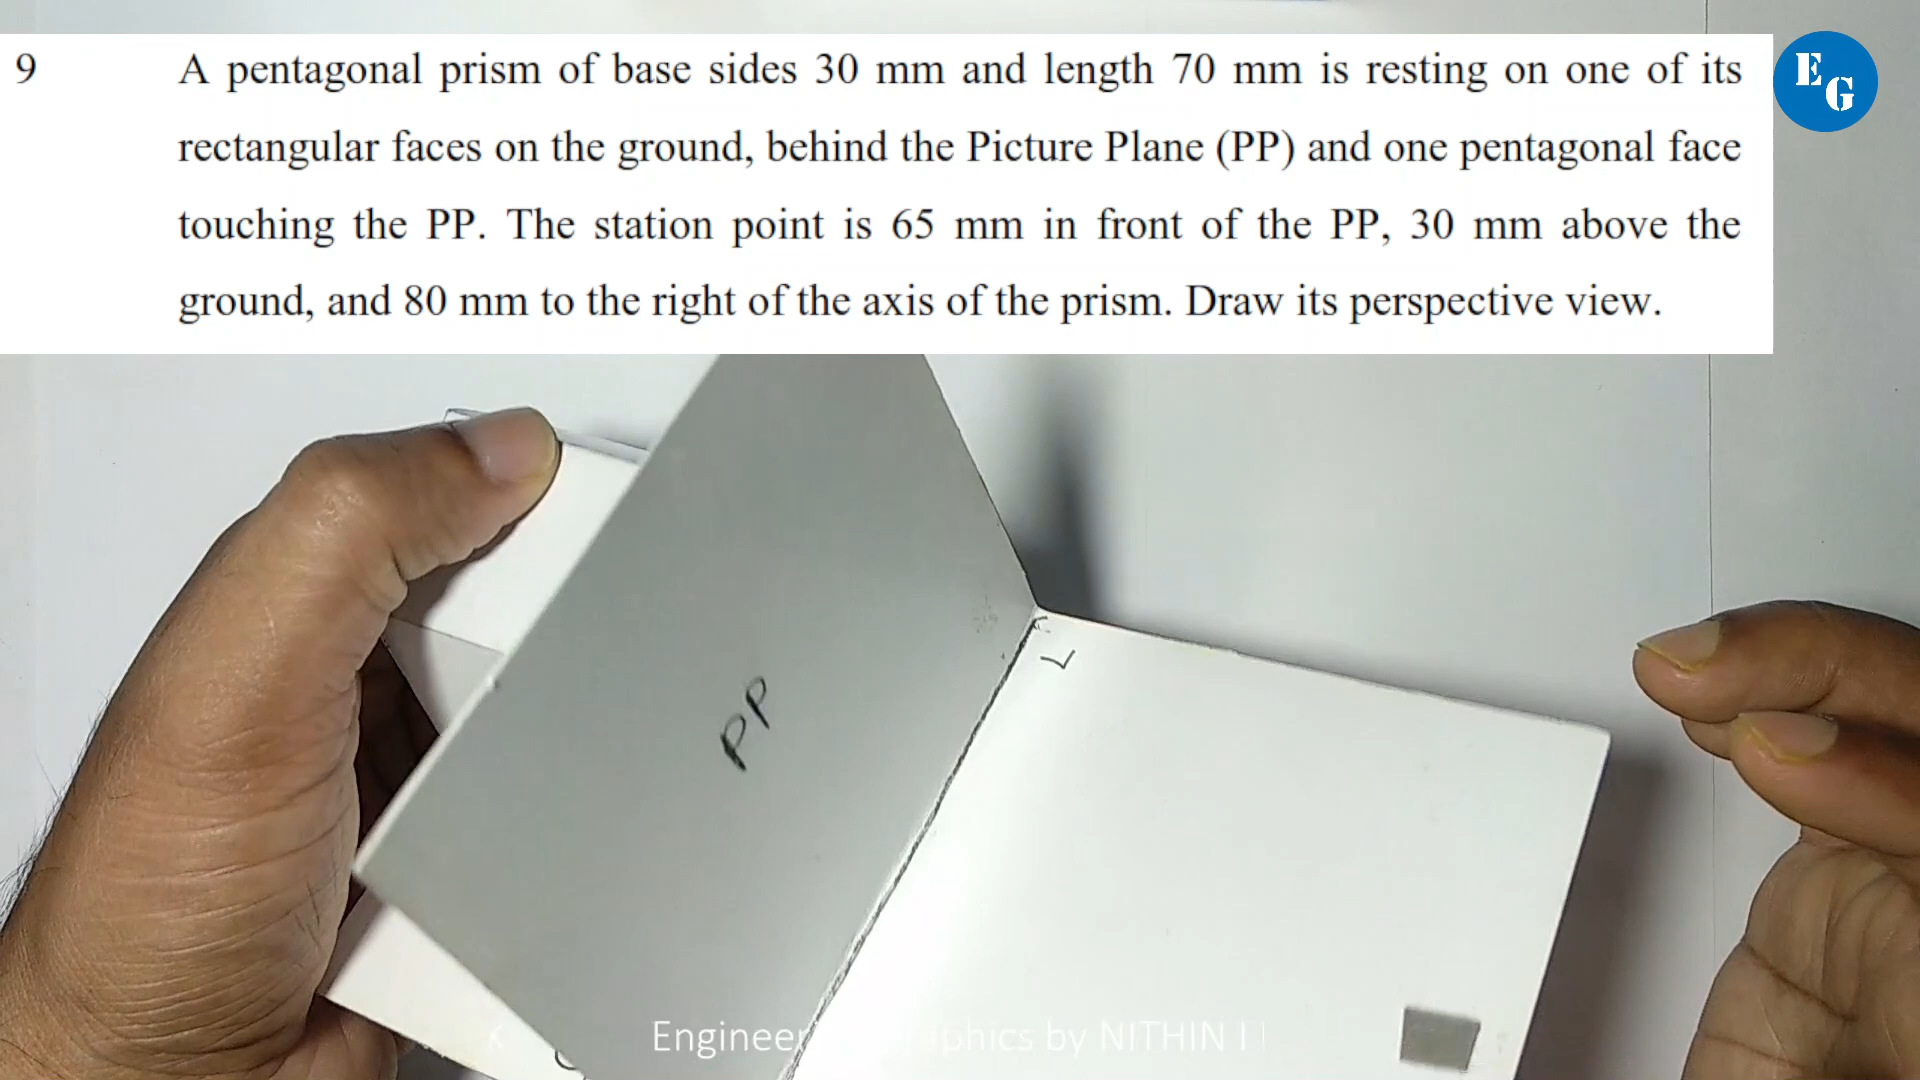 9 A pentagonal prism of base sides 30 mm and length 70 mm is resting on one of its
rectangular faces on the ground, behind the Picture Plane (PP) and one pentagonal face
touching the PP. The station point is 65 mm in front of the PP, 30 mm above the
ground, and 80 mm to the right of the axis of the prism. Draw its perspective view.
EG
PP
L
by NITHIN